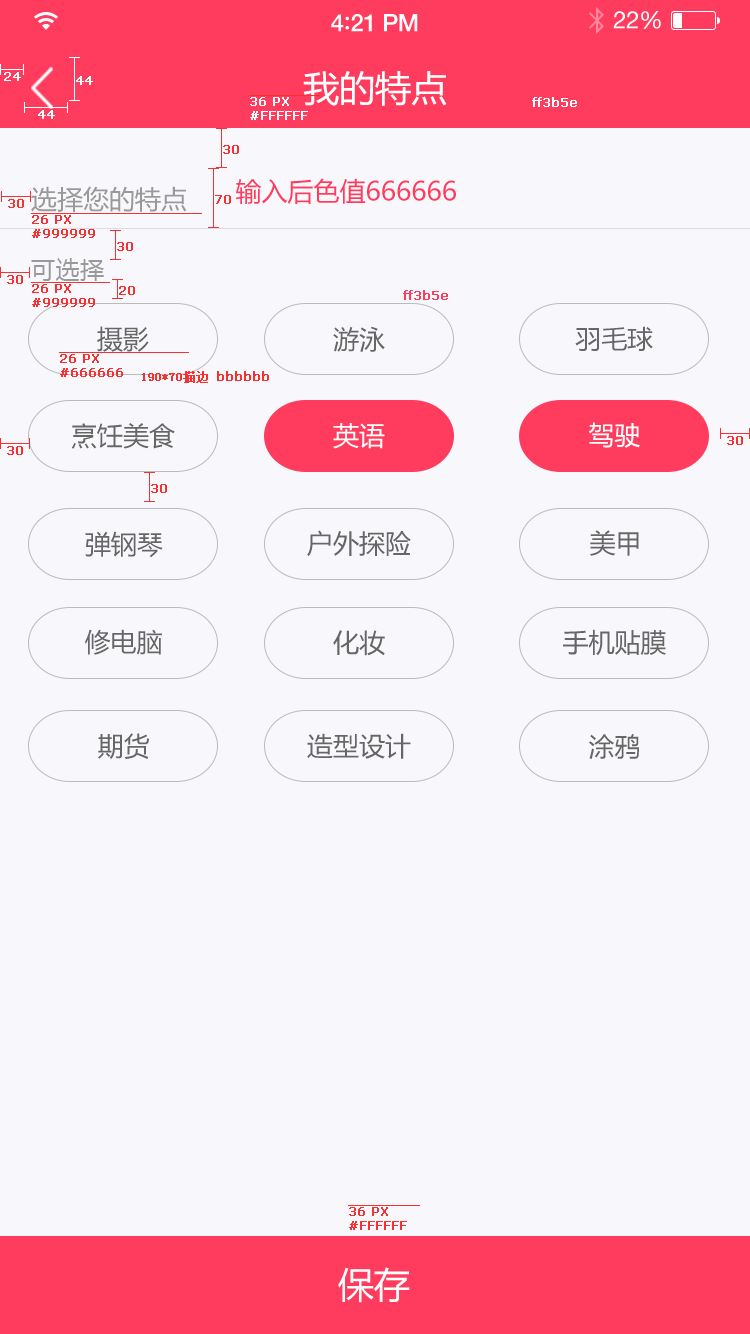 4:21 PM
22%
24
44
44
我的特点
36 PX
#FFFFFF
ff3b5e
30
30
选择您的特点
70
输入后色值666666
26 PX
#999999
30
30
可选择
26 PX
#999999
20
ff3b5e
摄影
游泳
羽毛球
26 PX
#666666
190*70描边 bbbbbb
30
烹饪美食
英语
驾驶
30
30
弹钢琴
户外探险
美甲
修电脑
化妆
手机贴膜
期货
造型设计
涂鸦
36 PX
#FFFFFF
保存